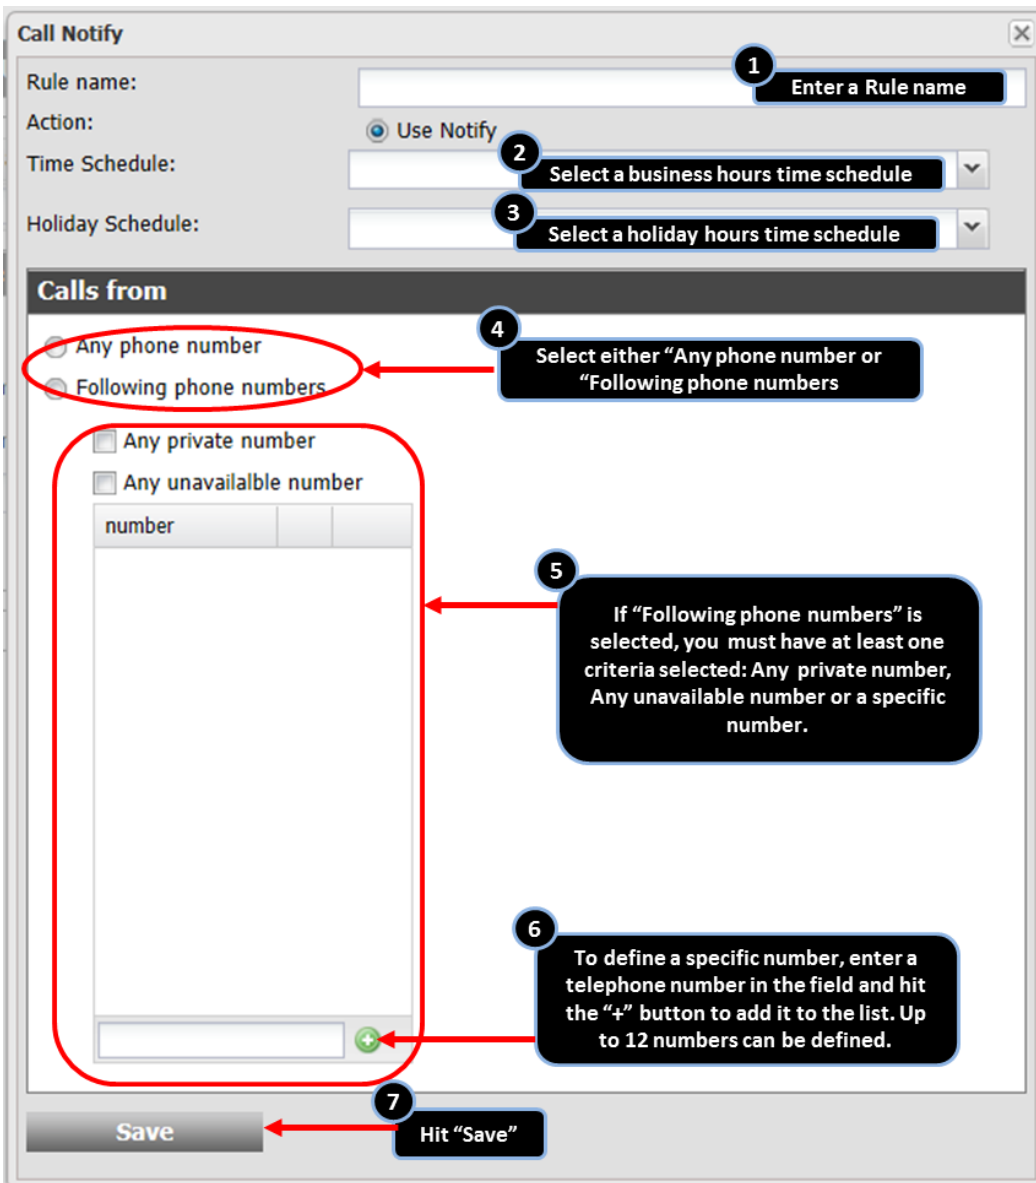 Call Notify
Rule name:
1
Enter a Rule name
Action:
Use Notify
Time Schedule:
2
Select a business hours time schedule
Holiday Schedule:
3
Select a holiday hours time schedule
Calls from
Any phone number
Following phone numbers
4
Select either “Any phone number or
“Following phone numbers
Any private number
Any unavailalble number
number
5
If “Following phone numbers” is
selected, you must have at least one
criteria selected: Any private number,
Any unavailable number or a specific
number.
6
To define a specific number, enter a
telephone number in the field and hit
the “+” button to add it to the list. Up
to 12 numbers can be defined.
Save
7
Hit “Save”